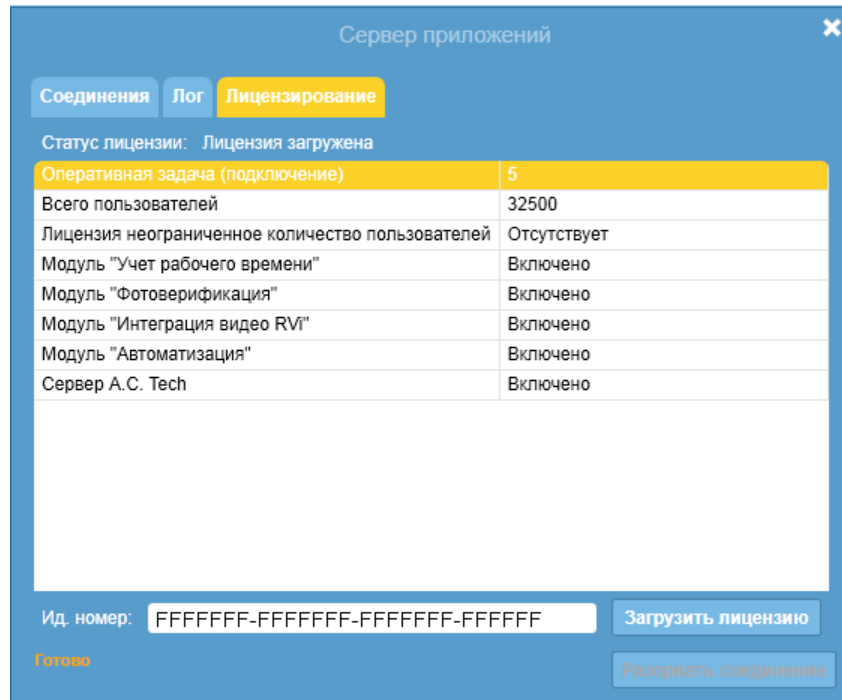 Сервер приложений
Соединения Лог Лицензирование
Статус лицензии: Лицензия загружена
Оперативная задача (подключение) 5
Всего пользователей 32500
Лицензия неограниченное количество пользователей Отсутствует
Модуль "Учет рабочего времени" Включено
Модуль "Фотоверификация" Включено
Модуль "Интеграция видео RVi" Включено
Модуль "Автоматизация" Включено
Сервер A.C. Tech Включено
Ид. номер: FFFFFFF-FFFFFFF-FFFFFFF-FFFFFF Загрузить лицензию
Готово Разорвать соединение